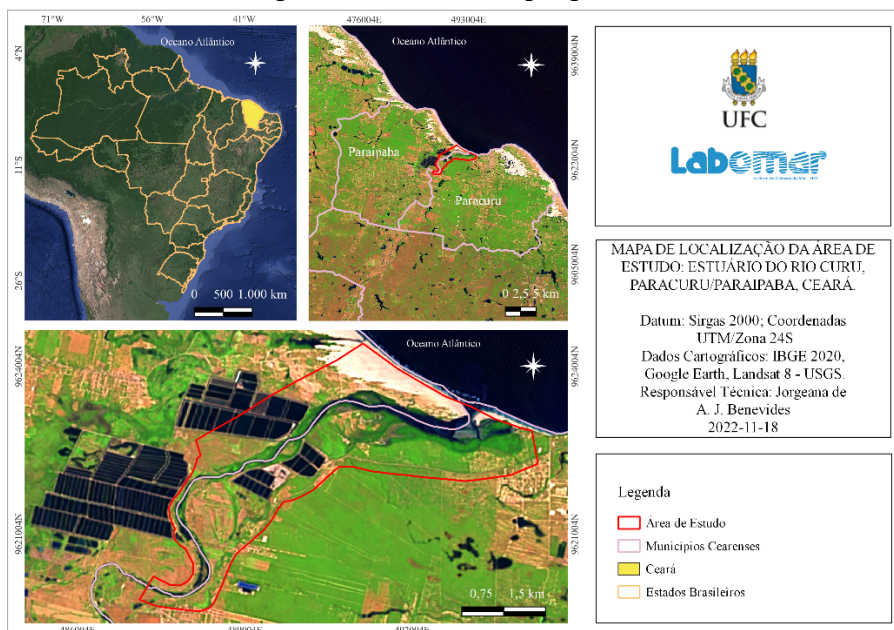 71°W 56°W 41°W
4°N
11°S
26°S
Oceano Atlântico
0 500 1.000 km
476004E 493004E
Oceano Atlântico
Paraipaba
Paracuru
9639004N
9622004N
9605004N
0 2,5 5 km
UFC
Labomar
MAPA DE LOCALIZAÇÃO DA ÁREA DE
ESTUDO: ESTUÁRIO DO RIO CURU,
PARACURU/PARAIPABA, CEARÁ.
Datum: Sirgas 2000; Coordenadas
UTM/Zona 24S
Dados Cartográficos: IBGE 2020,
Google Earth, Landsat 8 - USGS.
Responsável Técnica: Jorgeana de
A. J. Benevides
2022-11-18
9624004N
9621004N
Oceano Atlântico
9624004N
9621004N
0,75 1,5 km
Legenda
Área de Estudo
Municípios Cearenses
Ceará
Estados Brasileiros